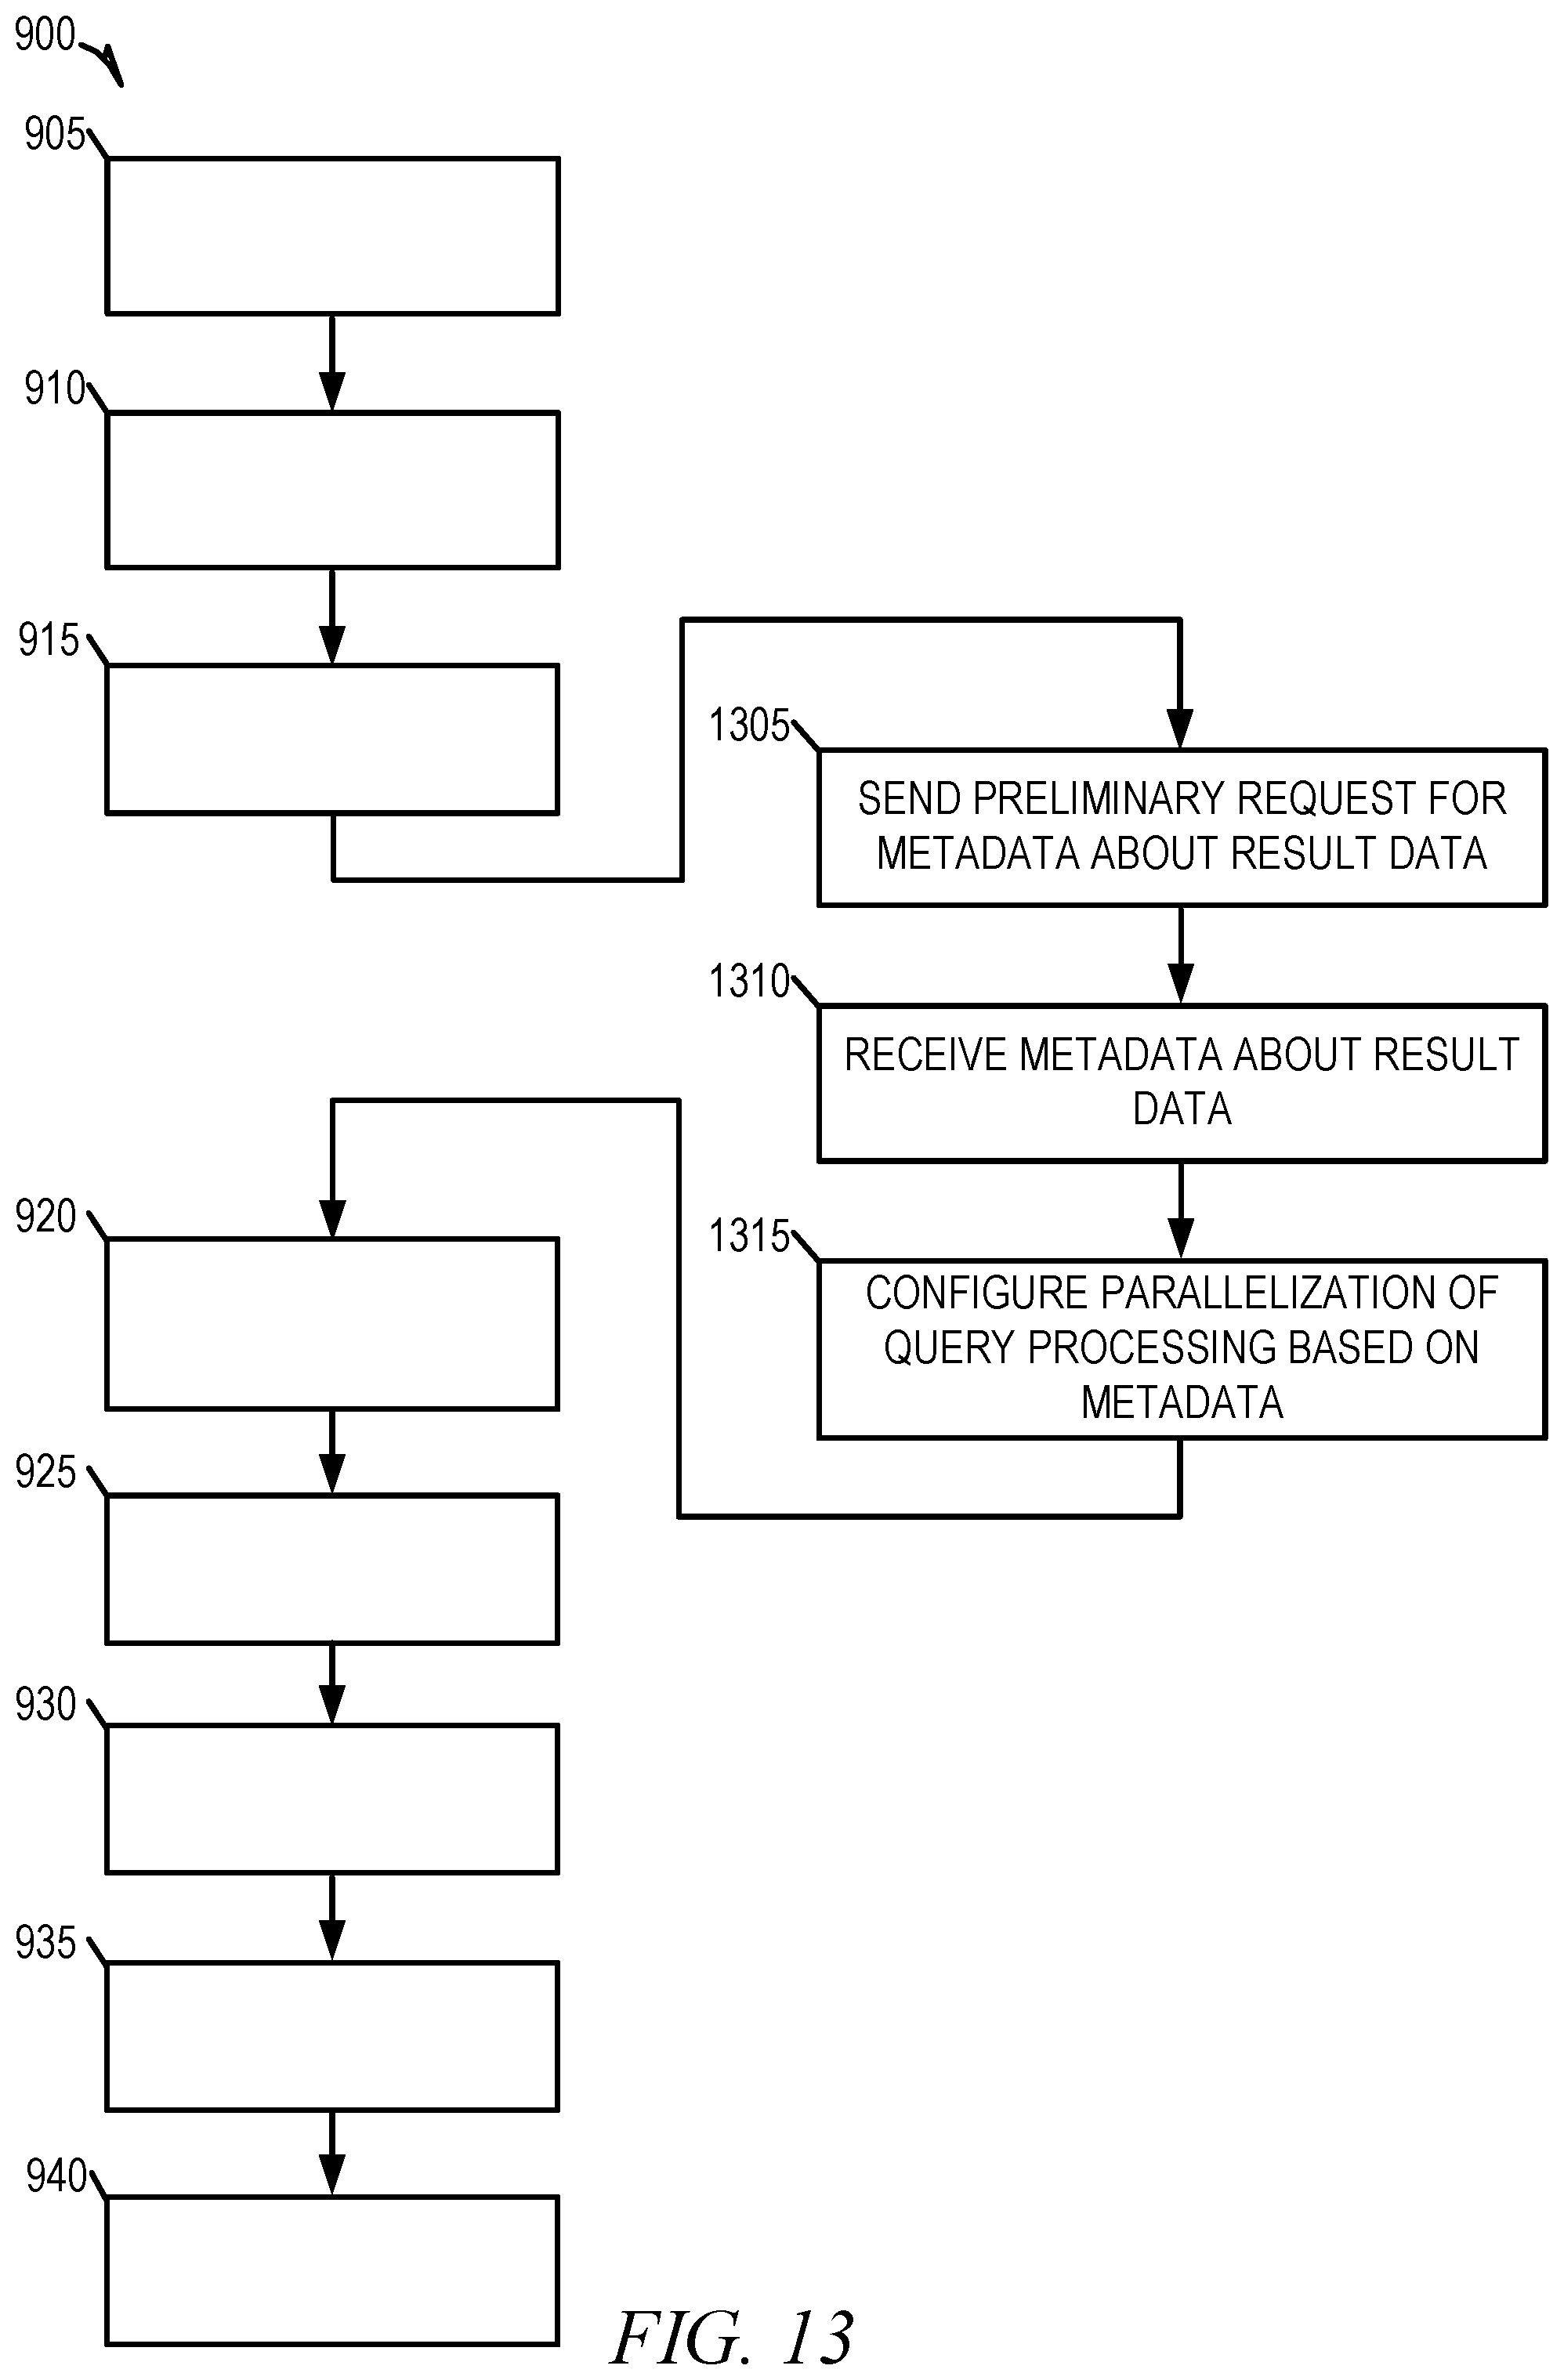 900
905
910
915
1305
SEND PRELIMINARY REQUEST FOR
METADATA ABOUT RESULT DATA
1310
RECEIVE METADATA ABOUT RESULT
DATA
920
1315
CONFIGURE PARALLELIZATION OF
QUERY PROCESSING BASED ON
METADATA
925
930
935
940
FIG. 13